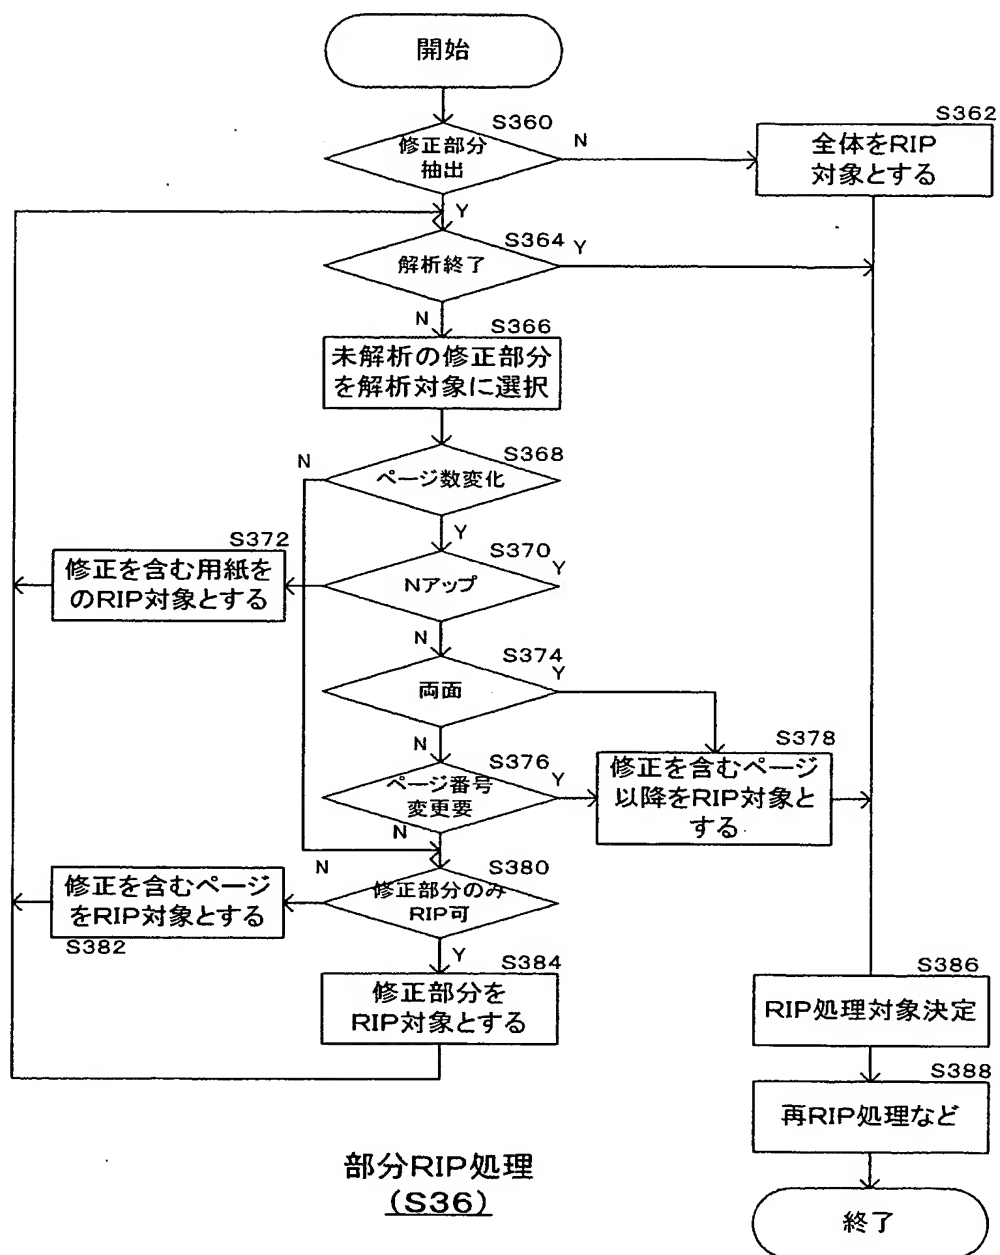 開始
S360
修正部分
抽出
N
S362
全体をRIP
対象とする
Y
S364
解析終了
Y
N
S366
未解析の修正部分
を解析対象に選択
S368
ページ数変化
N
Y
S370
Nアップ
Y
S372
修正を含む用紙を
のRIP対象とする
N
S374
両面
Y
N
S376
ページ番号
変更要
Y
S378
修正を含むページ
以降をRIP対象と
する
N
N
S380
修正部分のみ
RIP可
修正を含むページ
をRIP対象とする
S382
Y
S384
修正部分を
RIP対象とする
S386
RIP処理対象決定
S388
再RIP処理など
終了
部分RIP処理
(S36)